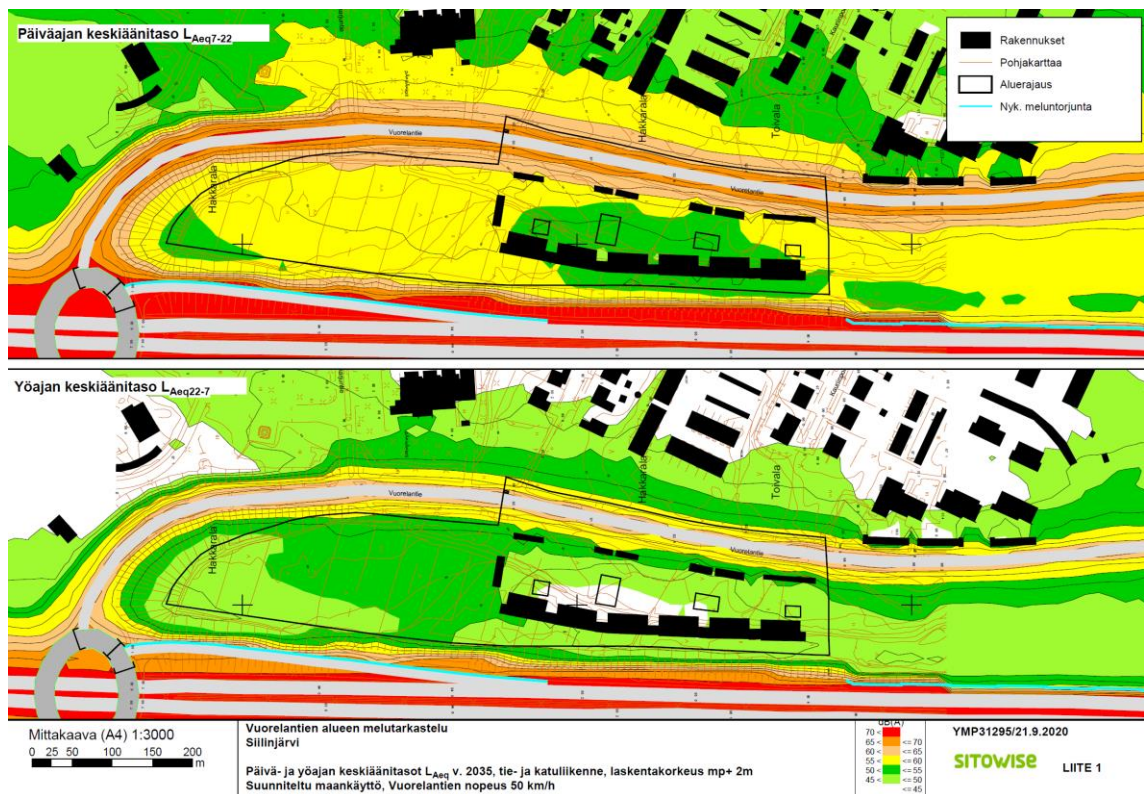 Päiväajan keskiäänitaso LAeq7-22
Rakennukset
Pohjakarttaa
Aluerajaus
Nyk. meluntorjunta
Vuorelantie
Hakkarala
Hakkarala
Toivala
Vuorelantie
Yöajan keskiäänitaso LAeq22-7
Vuorelantie
Hakkarala
Hakkarala
Toivala
Vuorelantie
Mittakaava (A4) 1:3000
0 25 50 100 150 200
m
Vuorelantien alueen melutarkastelu
Siilinjärvi
Päivä- ja yöajan keskiäänitasot LAeq v. 2035, tie- ja katuliikenne, laskentakorkeus mp+ 2m
Suunniteltu maankäyttö, Vuorelantien nopeus 50 km/h
dB(A)
70 <
65 < <= 70
60 < <= 65
55 < <= 60
50 < <= 55
45 < <= 50
<= 45
YMP31295/21.9.2020
SITOWISE
LIITE 1